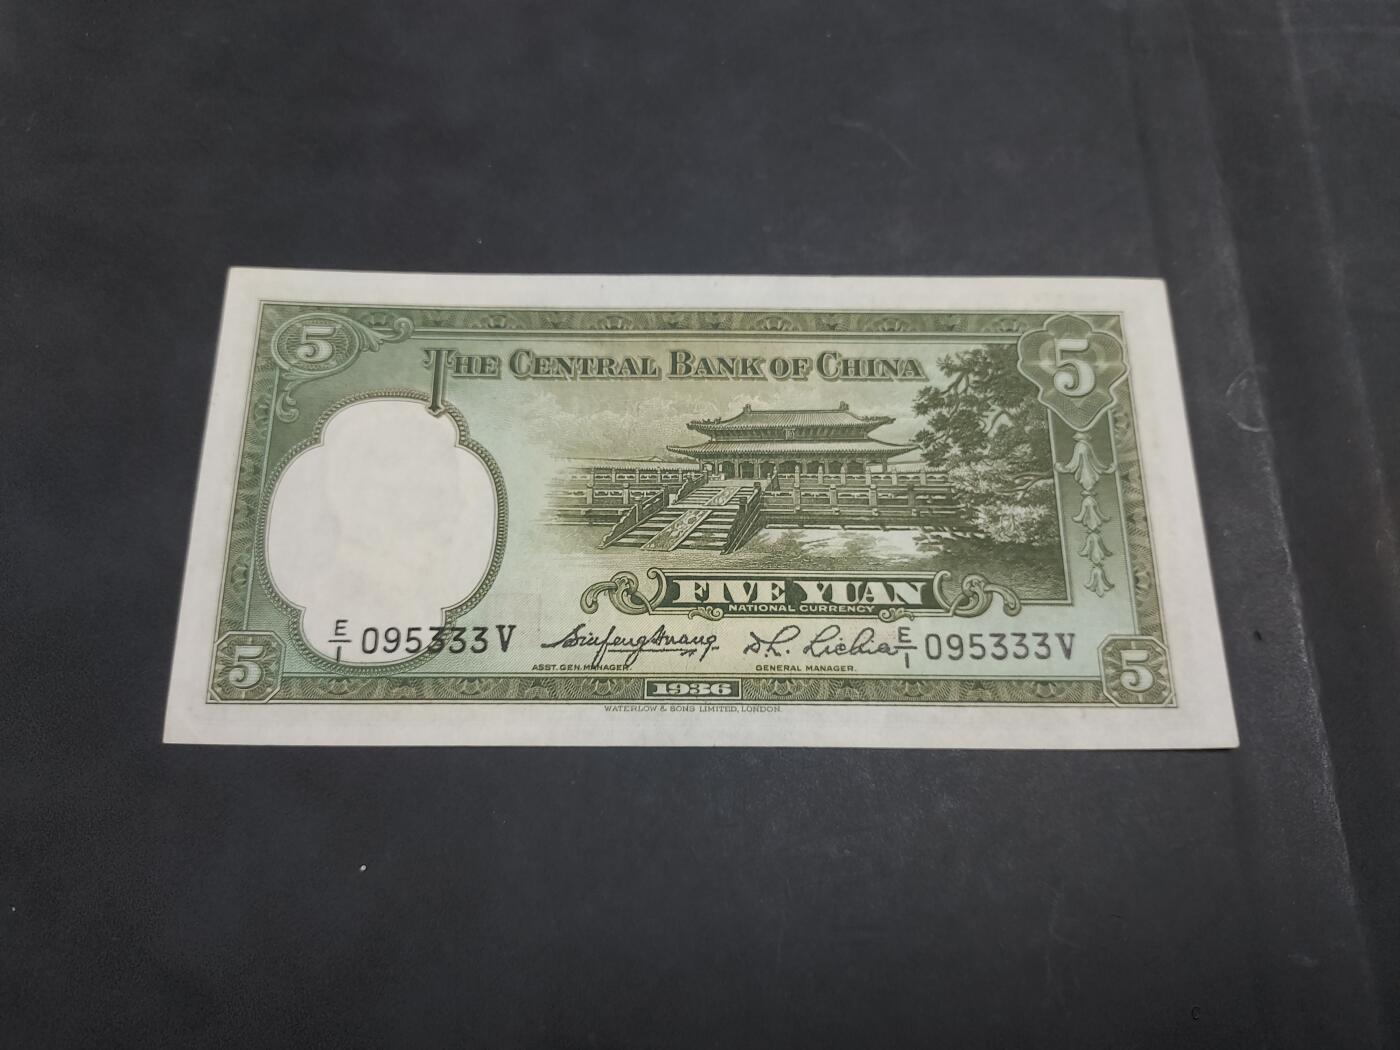 5
5
THE CENTRAL BANK OF CHINA
FIVE YUAN
NATIONAL CURRENCY
E/1 095333V
E/1 095333V
ASST. GEN. MANAGER.
GENERAL MANAGER.
5
5
1936
WATERLOW & SONS LIMITED, LONDON.